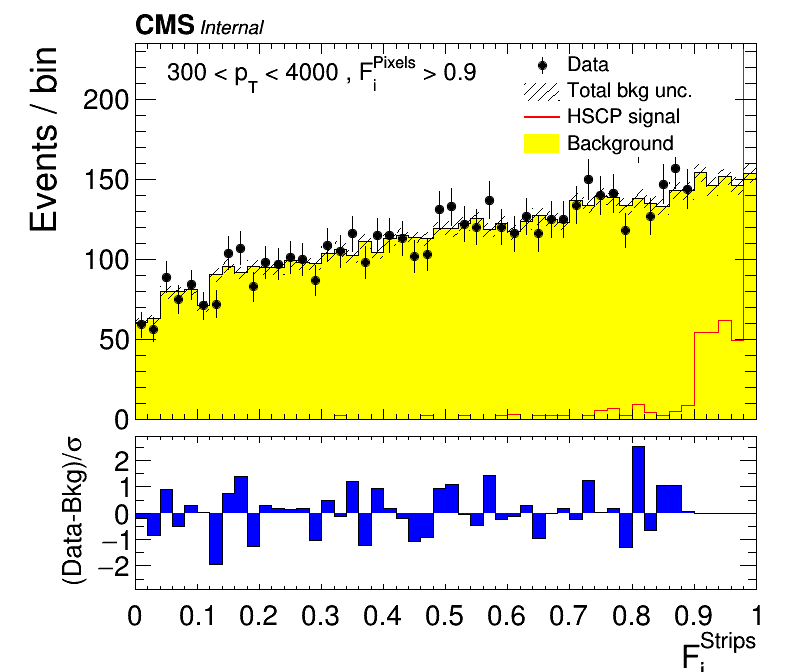 CMS Internal
300 < p_T < 4000 , F_i^Pixels > 0.9
Data
Total bkg unc.
HSCP signal
Background
Events / bin
200
150
100
50
0
(Data-Bkg)/σ
2
1
0
−1
−2
0 0.1 0.2 0.3 0.4 0.5 0.6 0.7 0.8 0.9 1
F_i^Strips